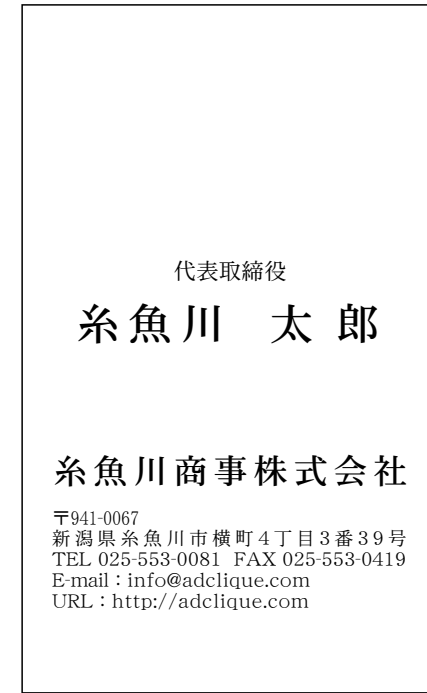 代表取締役
糸魚川 太郎
糸魚川商事株式会社
〒941-0067
新潟県糸魚川市横町4丁目3番39号
TEL 025-553-0081 FAX 025-553-0419
E-mail：info@adclique.com
URL：http://adclique.com